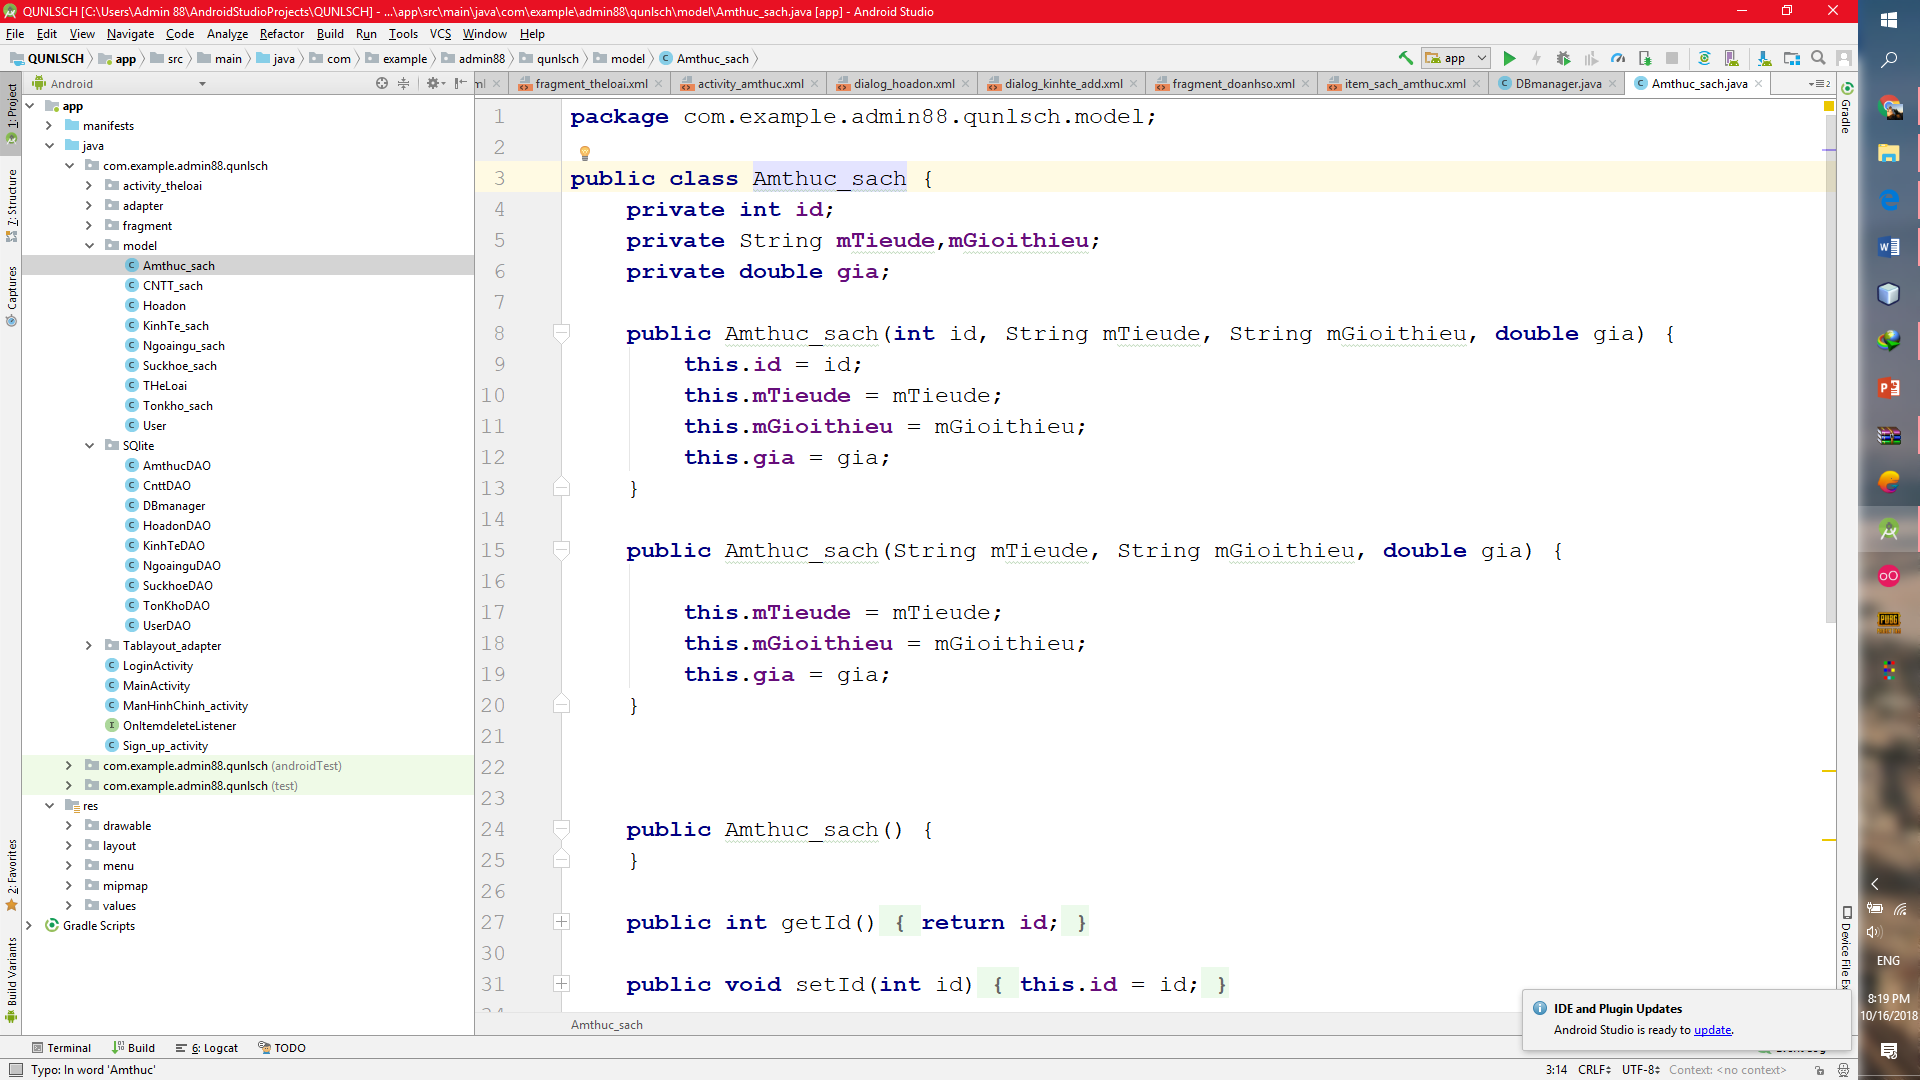 QUNLSCH [C:\Users\Admin 88\AndroidStudioProjects\QUNLSCH] - ...\app\src\main\java\com\example\admin88\qunlsch\model\Amthuc_sach.java [app] - Android Studio
File Edit View Navigate Code Analyze Refactor Build Run Tools VCS Window Help
QUNLSCH app src main java com example admin88 qunlsch model Amthuc_sach
app
Android
ml fragment_theloai.xml activity_amthuc.xml dialog_hoadon.xml dialog_kinhte_add.xml fragment_doanhso.xml item_sach_amthuc.xml DBmanager.java Amthuc_sach.java
1: Project
7: Structure
Captures
2: Favorites
Build Variants
app
manifests
java
com.example.admin88.qunlsch
activity_theloai
adapter
fragment
model
Amthuc_sach
CNTT_sach
Hoadon
KinhTe_sach
Ngoaingu_sach
Suckhoe_sach
THeLoai
Tonkho_sach
User
SQlite
AmthucDAO
CnttDAO
DBmanager
HoadonDAO
KinhTeDAO
NgoainguDAO
SuckhoeDAO
TonKhoDAO
UserDAO
Tablayout_adapter
LoginActivity
MainActivity
ManHinhChinh_activity
OnItemdeleteListener
Sign_up_activity
com.example.admin88.qunlsch (androidTest)
com.example.admin88.qunlsch (test)
res
drawable
layout
menu
mipmap
values
Gradle Scripts
1 package com.example.admin88.qunlsch.model;
2
3 public class Amthuc_sach {
4 private int id;
5 private String mTieude,mGioithieu;
6 private double gia;
7
8 public Amthuc_sach(int id, String mTieude, String mGioithieu, double gia) {
9 this.id = id;
10 this.mTieude = mTieude;
11 this.mGioithieu = mGioithieu;
12 this.gia = gia;
13 }
14
15 public Amthuc_sach(String mTieude, String mGioithieu, double gia) {
16
17 this.mTieude = mTieude;
18 this.mGioithieu = mGioithieu;
19 this.gia = gia;
20 }
21
22
23
24 public Amthuc_sach() {
25 }
26
27 public int getId() { return id; }
30
31 public void setId(int id) { this.id = id; }
Amthuc_sach
Gradle
Device File Ex
IDE and Plugin Updates
Android Studio is ready to update.
Terminal Build 6: Logcat TODO
Typo: In word 'Amthuc'
3:14 CRLF UTF-8 Context: <no context>
ENG
8:19 PM
10/16/2018